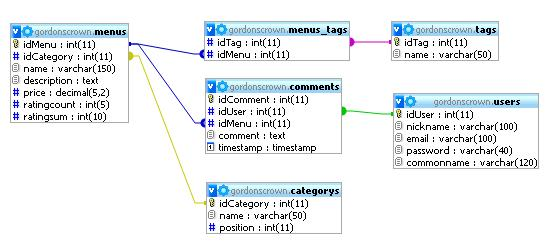 gordonscrown.menus
idMenu : int(11)
idCategory : int(11)
name : varchar(150)
description : text
price : decimal(5,2)
ratingcount : int(5)
ratingsum : int(10)
gordonscrown.menus_tags
idTag : int(11)
idMenu : int(11)
gordonscrown.tags
idTag : int(11)
name : varchar(50)
gordonscrown.comments
idComment : int(11)
idUser : int(11)
idMenu : int(11)
comment : text
timestamp : timestamp
gordonscrown.users
idUser : int(11)
nickname : varchar(100)
email : varchar(100)
password : varchar(40)
commonname : varchar(120)
gordonscrown.categorys
idCategory : int(11)
name : varchar(50)
position : int(11)